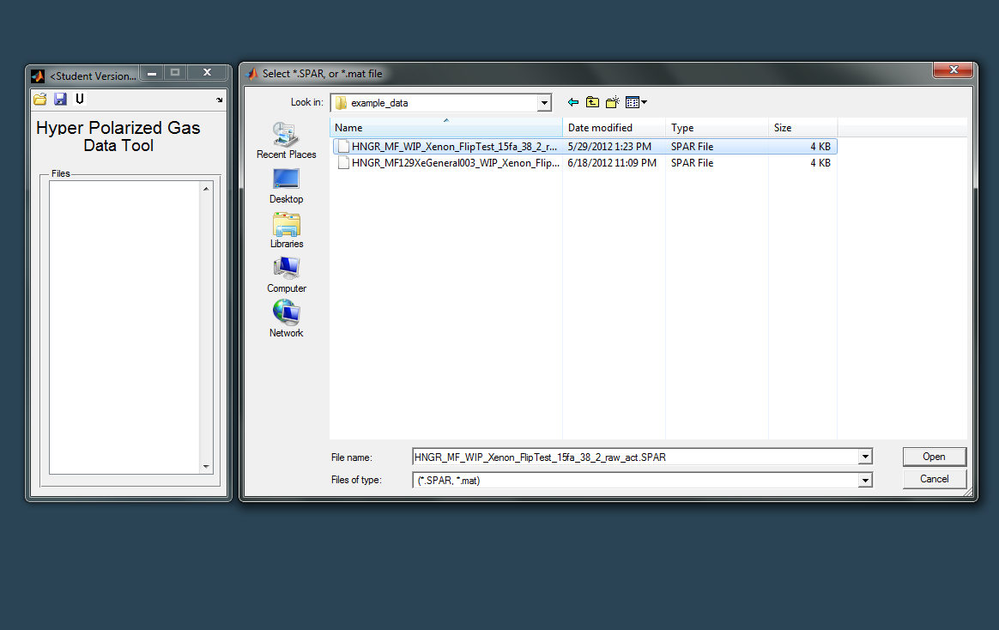 <Student Version...
U
Hyper Polarized Gas
Data Tool
Files
Select *.SPAR, or *.mat file
Look in:
example_data
Recent Places
Desktop
Libraries
Computer
Network
Name Date modified Type Size
HNGR_MF_WIP_Xenon_FlipTest_15fa_38_2_r... 5/29/2012 1:23 PM SPAR File 4 KB
HNGR_MF129XeGeneral003_WIP_Xenon_Flip... 6/18/2012 11:09 PM SPAR File 4 KB
File name: HNGR_MF_WIP_Xenon_FlipTest_15fa_38_2_raw_act.SPAR Open
Files of type: (*.SPAR, *.mat) Cancel